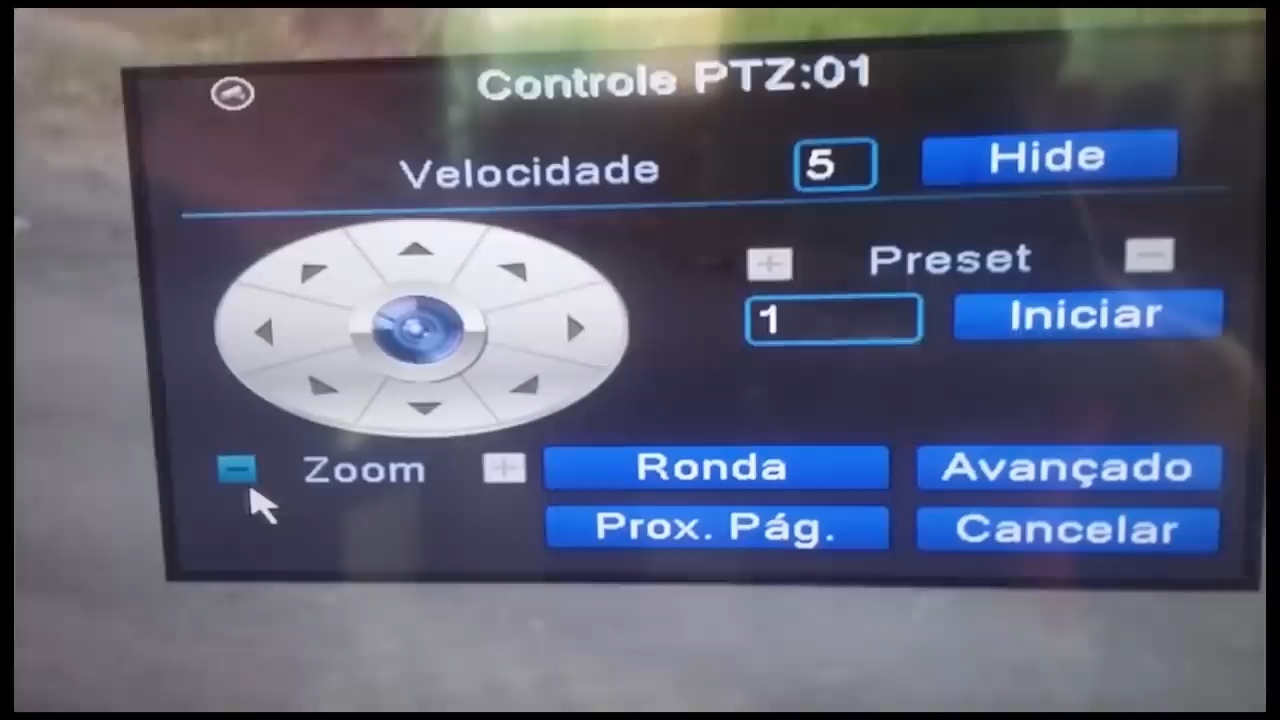 Controle PTZ:01
Velocidade 5 Hide
Preset
1 Iniciar
Zoom Ronda Avançado
Prox. Pág. Cancelar